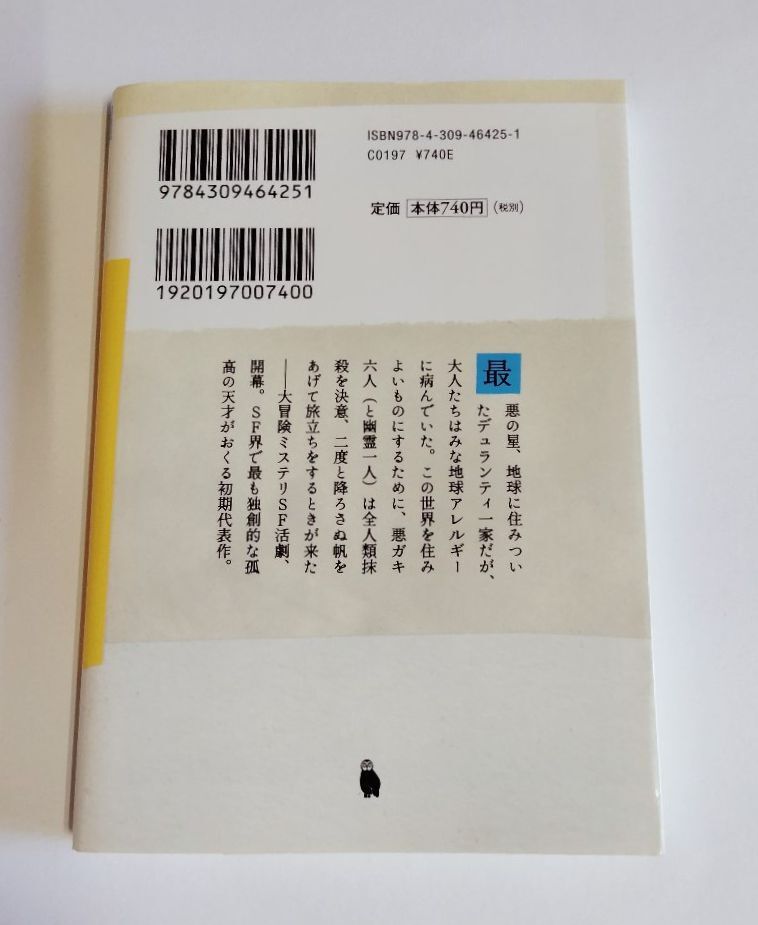 ISBN978-4-309-46425-1
C0197 ¥740E
9784309464251
定価 本体740円 (税別)
1920197007400
最悪の星、地球に住みつい
たデュランティ一家だが、
大人たちはみな地球アレルギー
に病んでいた。この世界を住み
よいものにするために、悪ガキ
六人(と幽霊一人)は全人類抹
殺を決意、二度と降ろさぬ帆を
あげて旅立ちをするときが来た
――大冒険ミステリSF活劇、
開幕。SF界で最も独創的な孤
高の天才がおくる初期代表作。